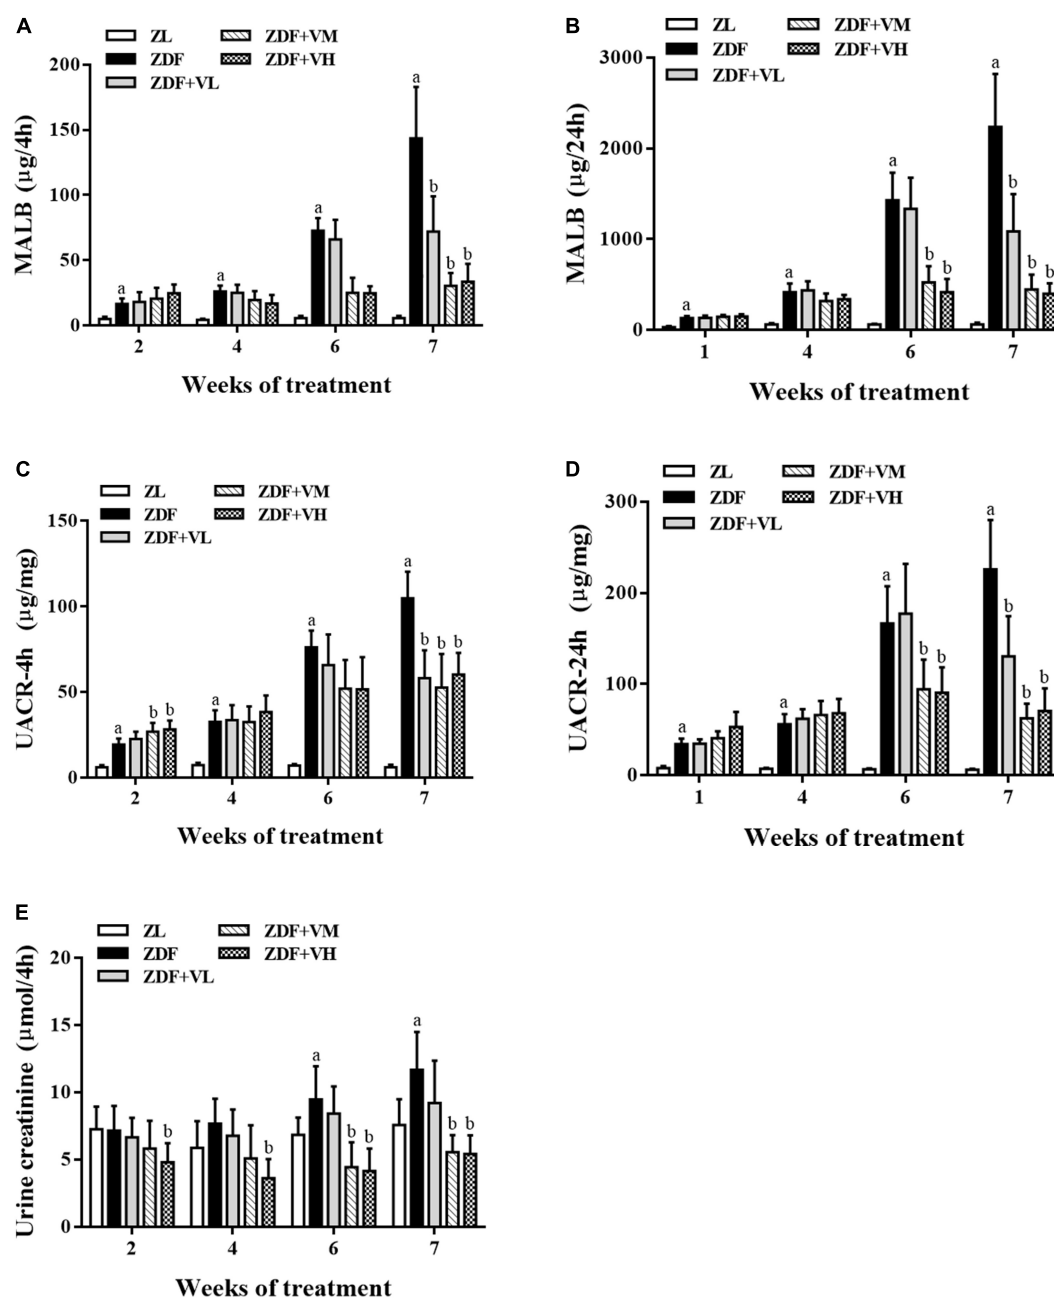 A
ZL
ZDF
ZDF+VL
ZDF+VM
ZDF+VH
MALB (µg/4h)
200
150
100
50
0
a
a
a
a
b
b
b
2 4 6 7
Weeks of treatment
B
ZL
ZDF
ZDF+VL
ZDF+VM
ZDF+VH
MALB (µg/24h)
3000
2000
1000
0
a
a
a
b
b
a
b
b
b
1 4 6 7
Weeks of treatment
C
ZL
ZDF
ZDF+VL
ZDF+VM
ZDF+VH
UACR-4h (µg/mg)
150
100
50
0
a
b
b
a
a
a
b
b
b
2 4 6 7
Weeks of treatment
D
ZL
ZDF
ZDF+VL
ZDF+VM
ZDF+VH
UACR-24h (µg/mg)
300
200
100
0
a
a
a
b
b
a
b
b
b
1 4 6 7
Weeks of treatment
E
ZL
ZDF
ZDF+VL
ZDF+VM
ZDF+VH
Urine creatinine (µmol/4h)
20
15
10
5
0
b
b
a
b
b
a
b
b
2 4 6 7
Weeks of treatment